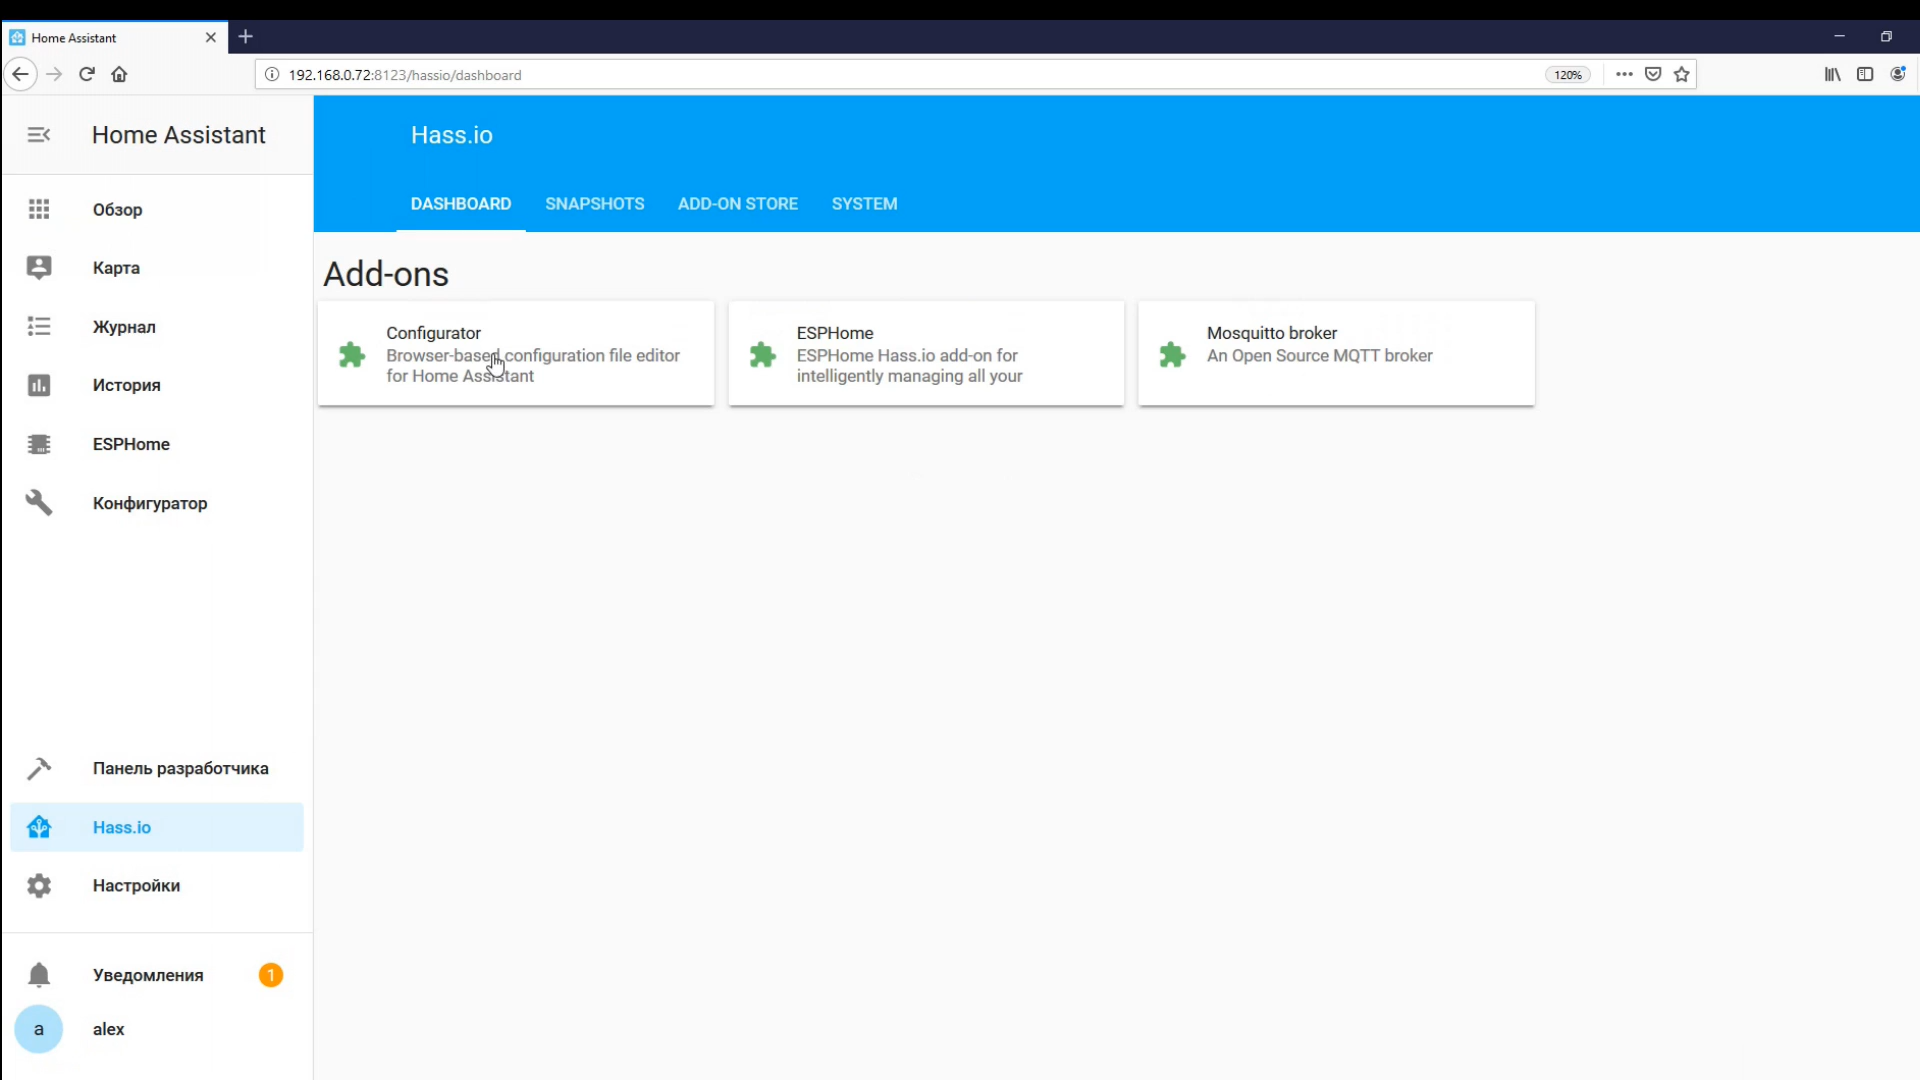 Home Assistant
192.168.0.72:8123/hassio/dashboard
120%
Home Assistant
Обзор
Карта
Журнал
История
ESPHome
Конфигуратор
Панель разработчика
Hass.io
Настройки
Уведомления 1
a alex
Hass.io
DASHBOARD SNAPSHOTS ADD-ON STORE SYSTEM
Add-ons
Configurator
Browser-based configuration file editor
for Home Assistant
ESPHome
ESPHome Hass.io add-on for
intelligently managing all your
Mosquitto broker
An Open Source MQTT broker